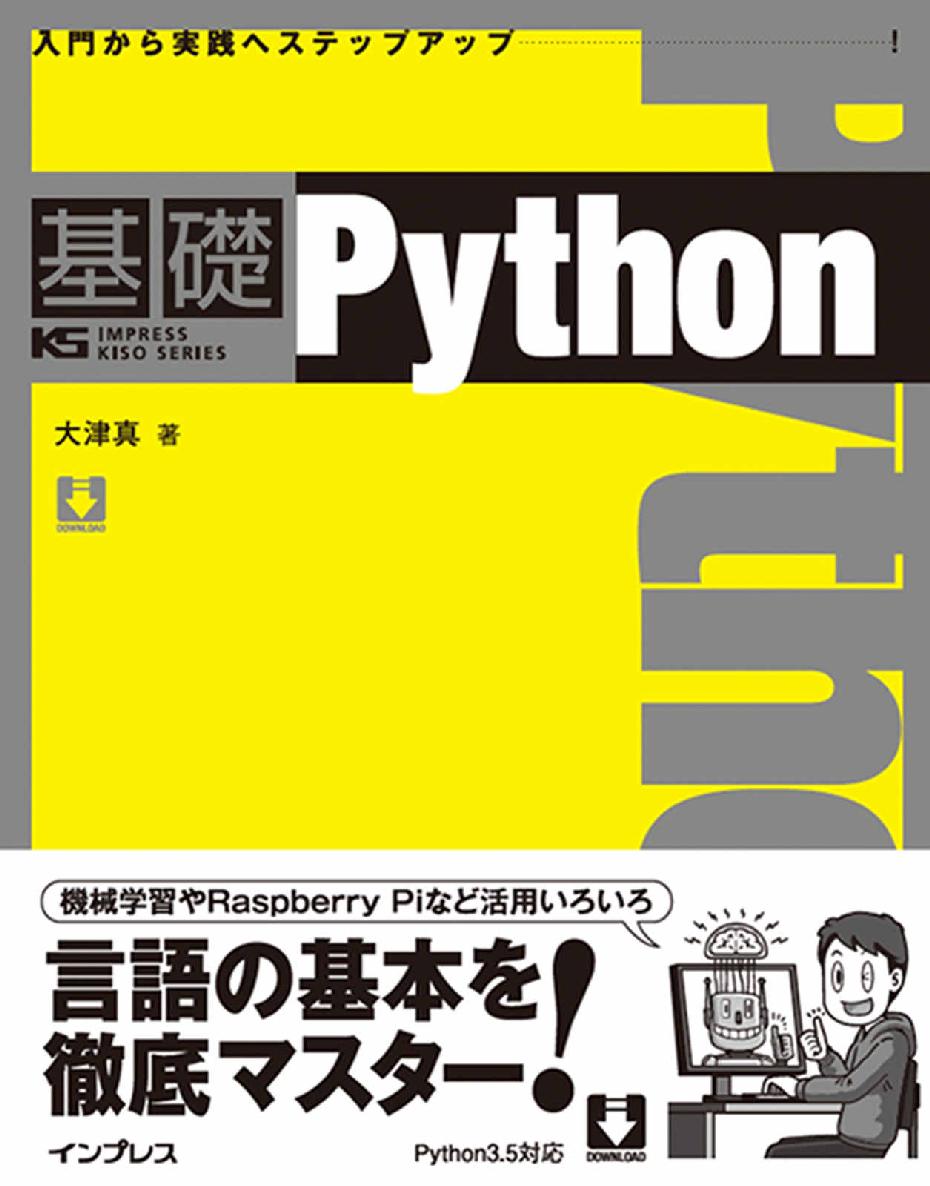 入門から実践へステップアップ……!
基礎 Python
KS IMPRESS
KISO SERIES
大津真 著
DOWNLOAD
Python
機械学習やRaspberry Piなど活用いろいろ
言語の基本を
徹底マスター!
インプレス
Python3.5対応
DOWNLOAD